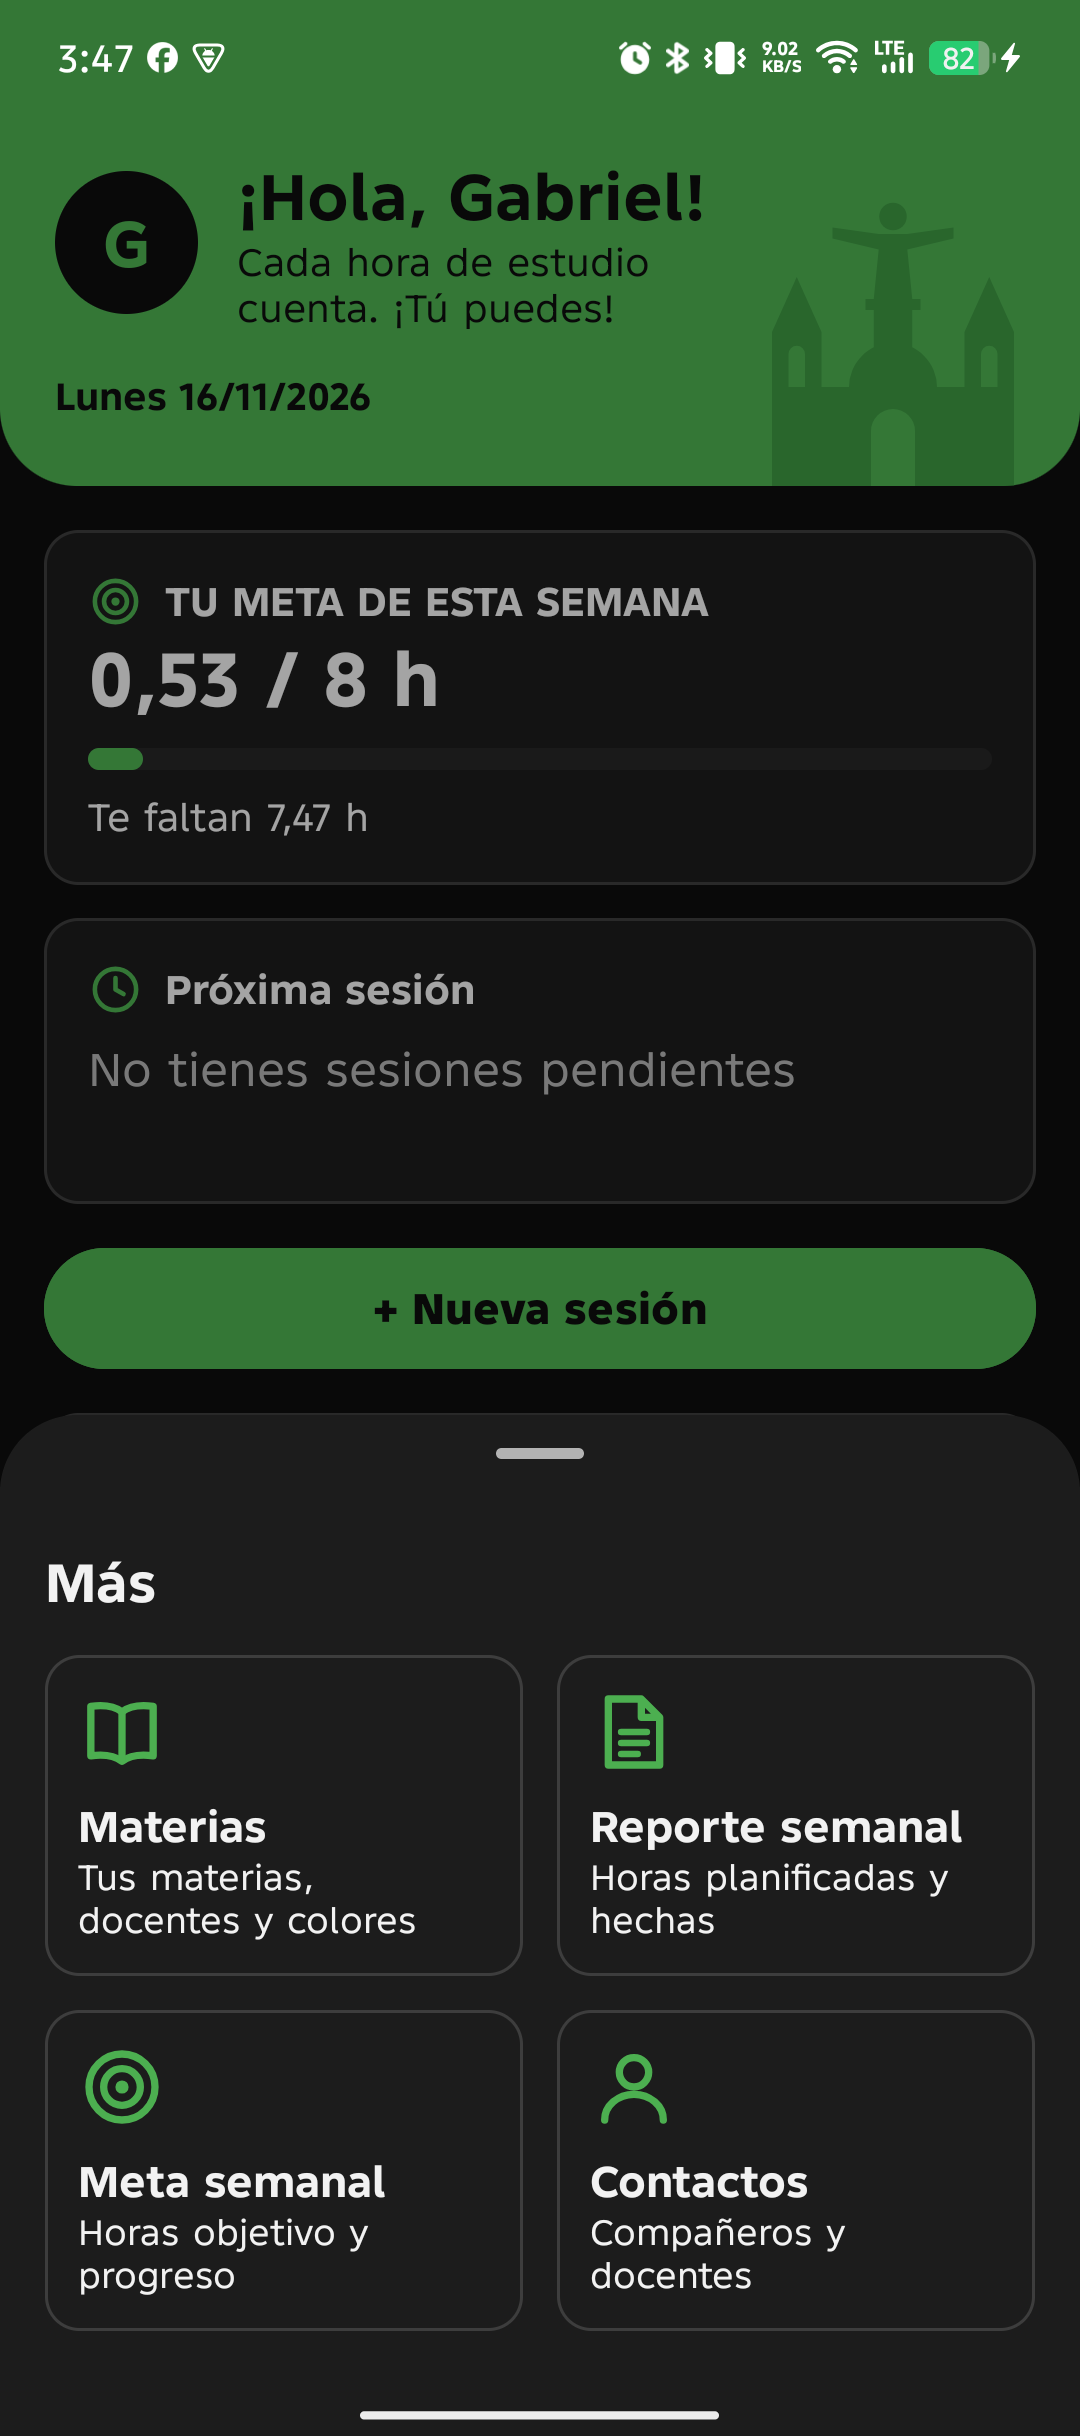 3:47
9.02
KB/S
LTE
82
G
¡Hola, Gabriel!
Cada hora de estudio
cuenta. ¡Tú puedes!
Lunes 16/11/2026
TU META DE ESTA SEMANA
0,53 / 8 h
Te faltan 7,47 h
Próxima sesión
No tienes sesiones pendientes
+ Nueva sesión
Más
Materias
Tus materias,
docentes y colores
Reporte semanal
Horas planificadas y
hechas
Meta semanal
Horas objetivo y
progreso
Contactos
Compañeros y
docentes